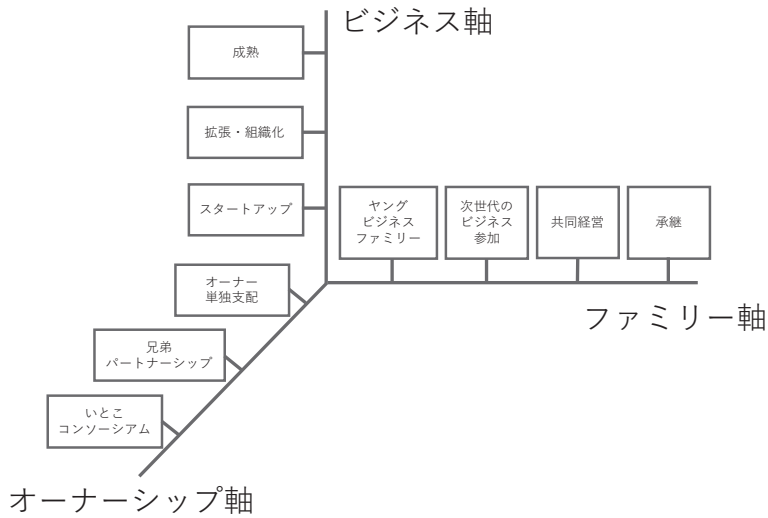 ビジネス軸
成熟
拡張・組織化
スタートアップ
ヤング
ビジネス
ファミリー
次世代の
ビジネス
参加
共同経営
承継
ファミリー軸
オーナー
単独支配
兄弟
パートナーシップ
いとこ
コンソーシアム
オーナーシップ軸